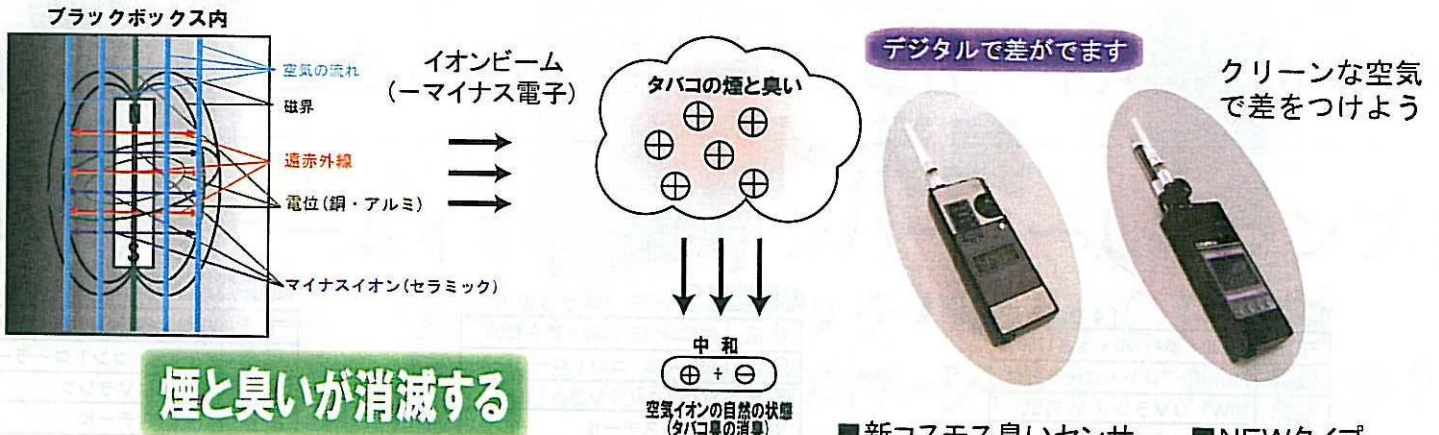 ブラックボックス内
空気の流れ
磁界
遠赤外線
電位(銅・アルミ)
マイナスイオン(セラミック)
N
S
イオンビーム
(ーマイナス電子)
タバコの煙と臭い
⊕ ⊕
⊕ ⊕
⊕ ⊕
中和
⊕ + ⊖
空気イオンの自然の状態
(タバコ臭の消臭)
煙と臭いが消滅する
デジタルで差がでます
クリーンな空気
で差をつけよう
■新コスモス臭いセンサ
■NEWタイプ